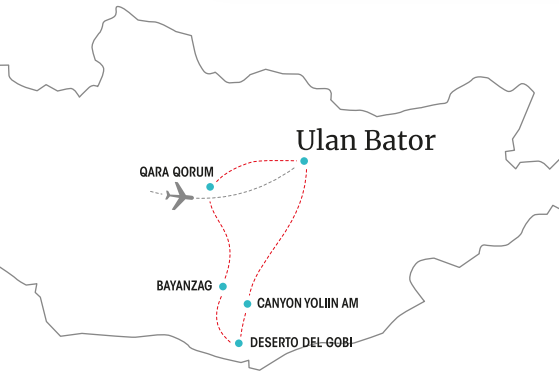 Ulan Bator
QARA QORUM
BAYANZAG
CANYON YOLIIN AM
DESERTO DEL GOBI